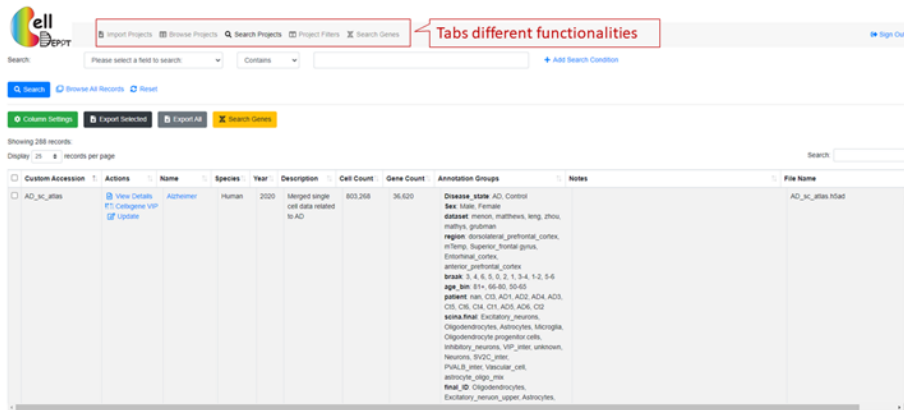 Cell
DEPOT
Import Projects Browse Projects Search Projects Project Filters Search Genes
Tabs different functionalities
Sign Out
Search: Please select a field to search Contains + Add Search Condition
Search Browse All Records Reset
Column Settings Export Selected Export All Search Genes
Showing 288 records:
Display 25 records per page
Search:
Custom Accession Actions Name Species Year Description Cell Count Gene Count Annotation Groups Notes File Name
AD_sc_atlas View Details Alzheimer Human 2020 Merged single 803,268 36,620 Disease_state: AD, Control AD_sc_atlas.h5ad
Cellxgene VIP cell data related Sex: Male, Female
Update to AD dataset: menon, matthews, leng, zhou,
mathys, grubman
region: dorsolateral_prefrontal_cortex,
mTemp, Superior_frontal gyrus,
Entorhinal_cortex,
anterior_prefrontal_cortex
braak: 3, 4, 6, 5, 0, 2, 1, 3-4, 1-2, 5-6
age_bin: 81+, 66-80, 50-65
patient: nan, Ct3, AD1, AD2, AD4, AD3,
Ct5, Ct6, Ct4, Ct1, AD5, AD6, Ct2
scina.final: Excitatory_neurons,
Oligodendrocytes, Astrocytes, Microglia,
Oligodendrocyte.progenitor.cells,
Inhibitory_neurons, VIP_inter, unknown,
Neurons, SV2C_inter,
PVALB_inter, Vascular_cell,
astrocyte_oligo_mix
final_ID: Oligodendrocytes,
Excitatory_neruon_upper, Astrocytes,